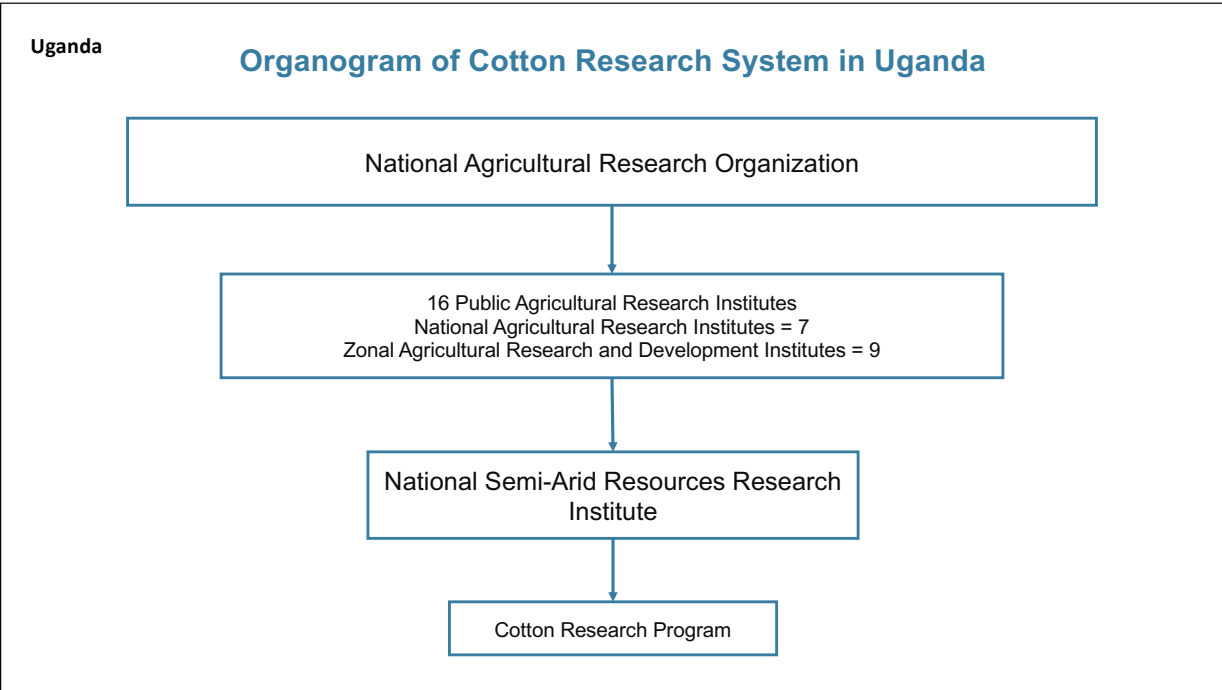 Uganda
Organogram of Cotton Research System in Uganda
National Agricultural Research Organization
16 Public Agricultural Research Institutes
National Agricultural Research Institutes = 7
Zonal Agricultural Research and Development Institutes = 9
National Semi-Arid Resources Research
Institute
Cotton Research Program